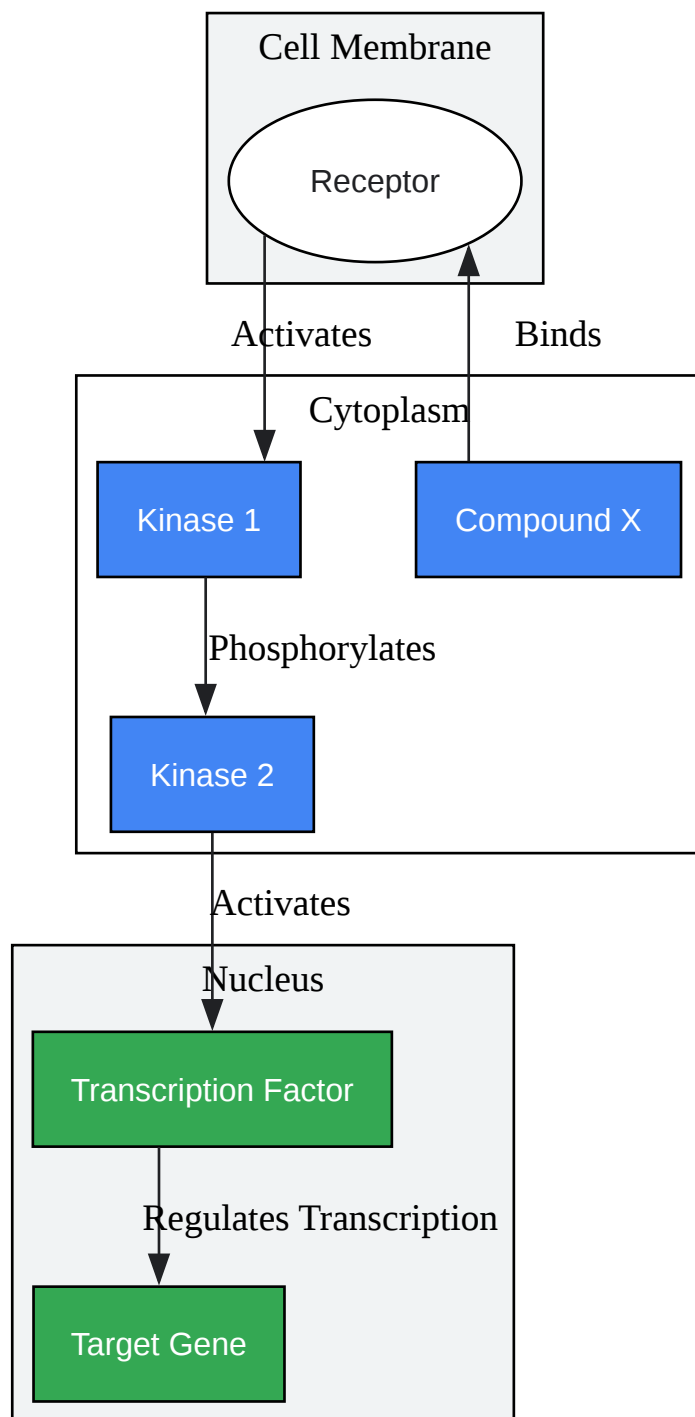 Cell Membrane
Receptor
Activates
Binds
Cytoplasm
Kinase 1
Compound X
Phosphorylates
Kinase 2
Activates
Nucleus
Transcription Factor
Regulates Transcription
Target Gene